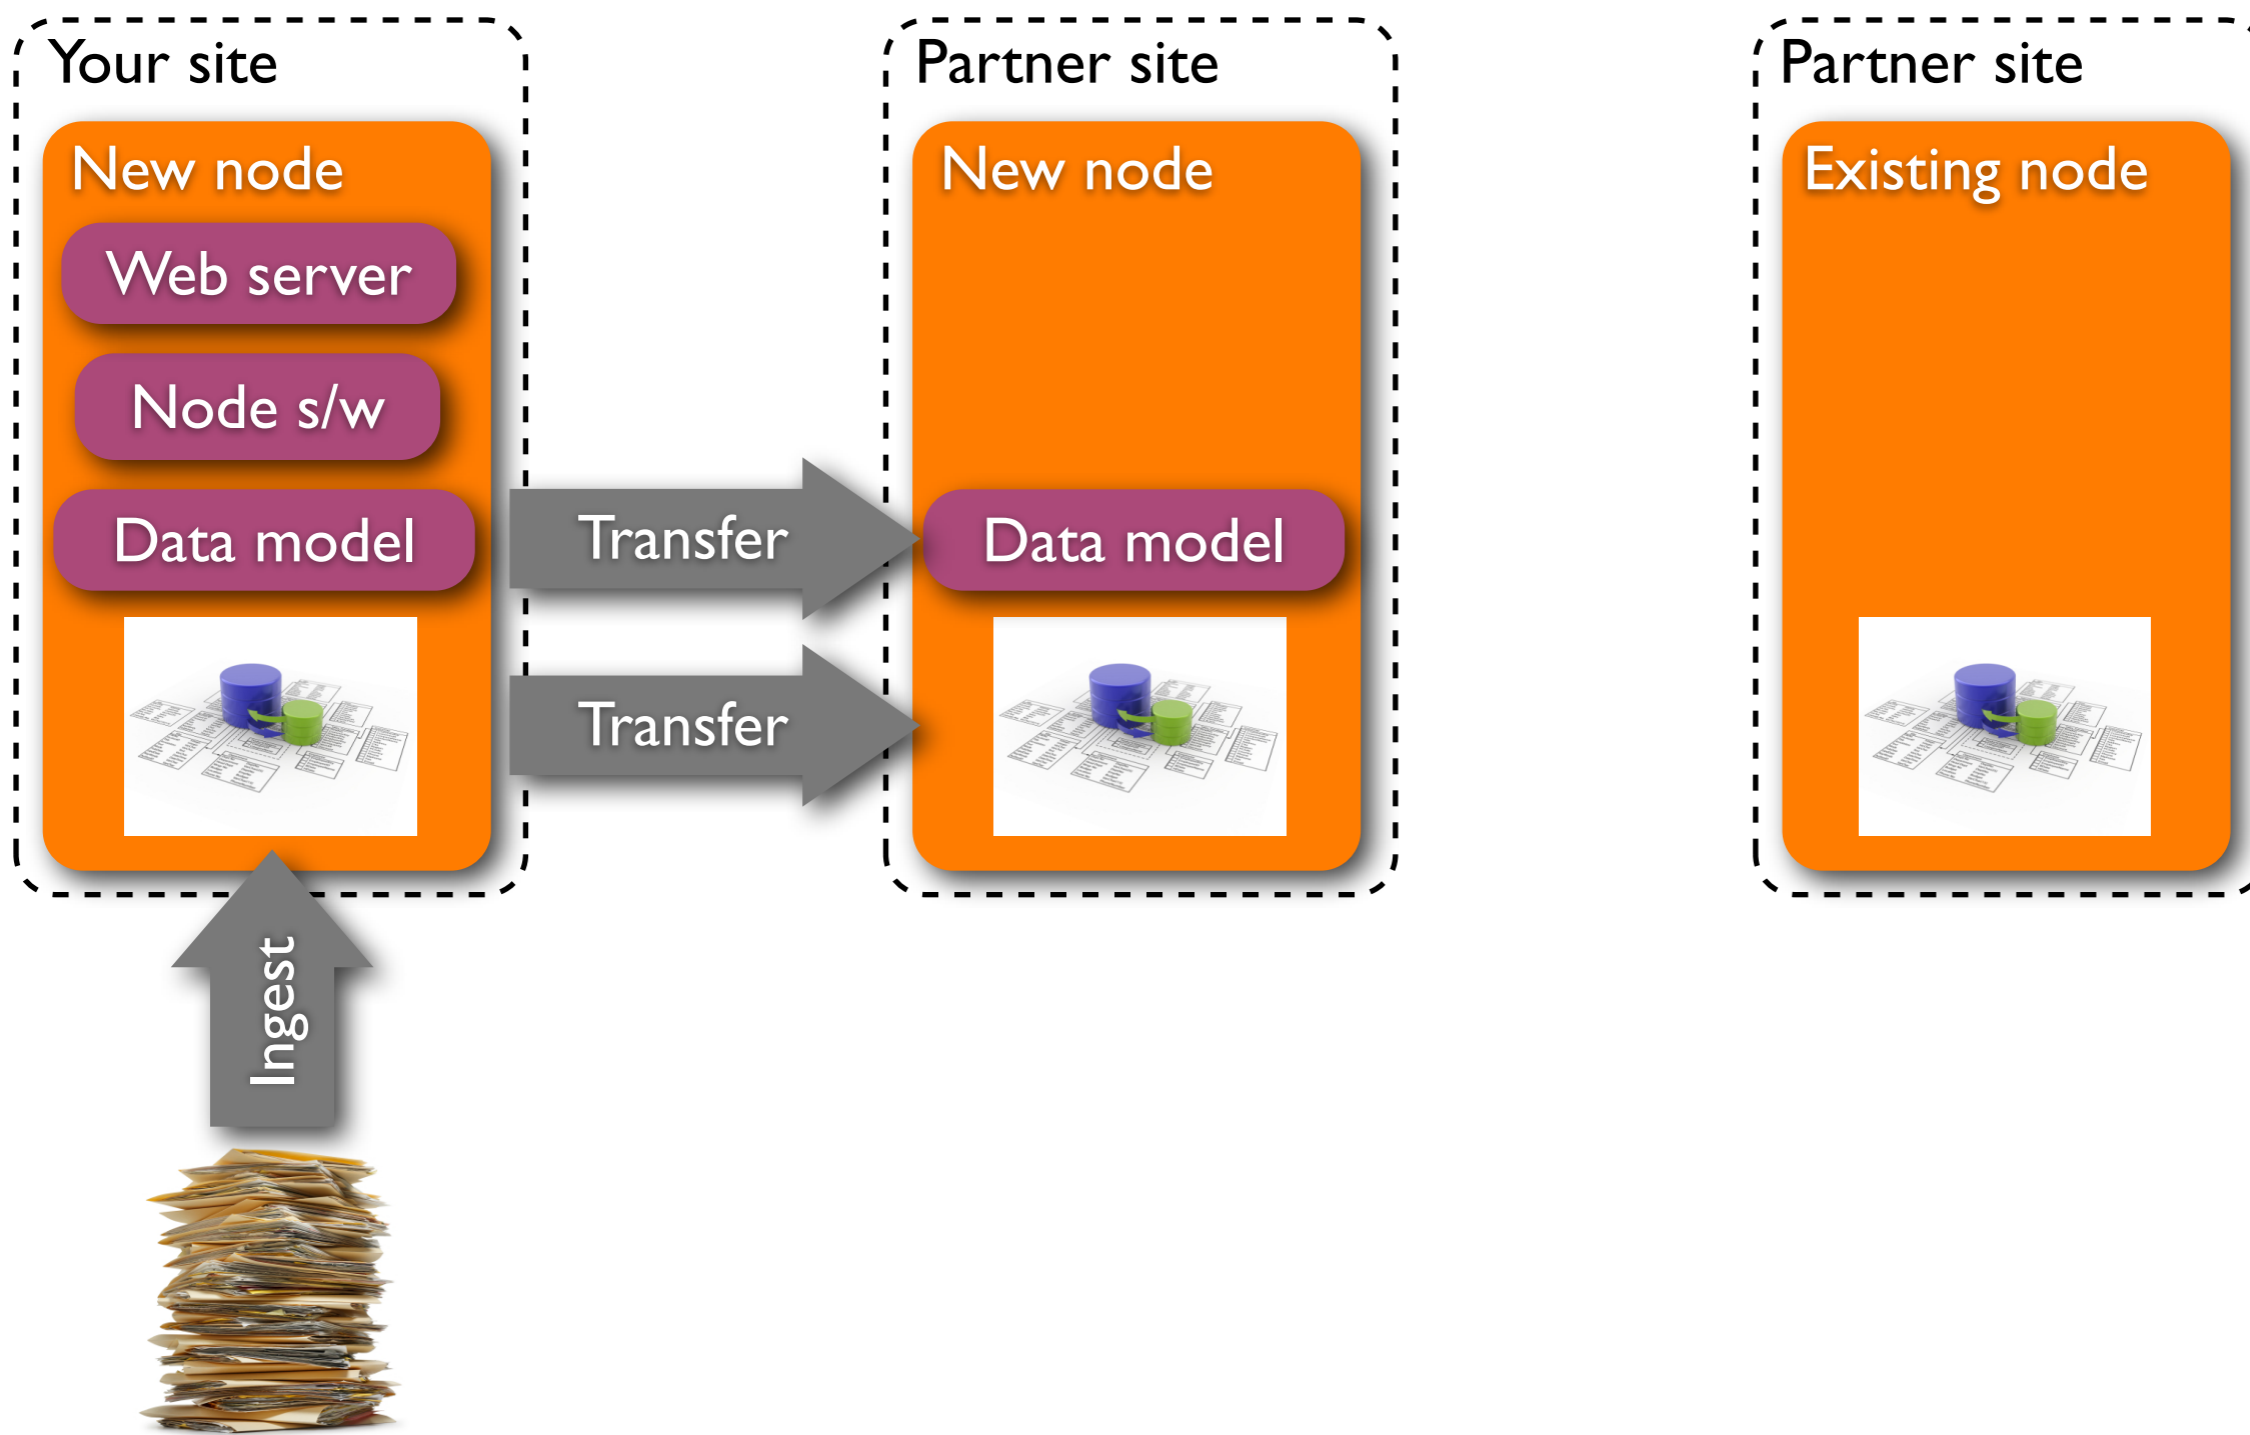 Your site
New node
Web server
Node s/w
Data model
Ingest
Transfer
Transfer
Partner site
New node
Data model
Partner site
Existing node